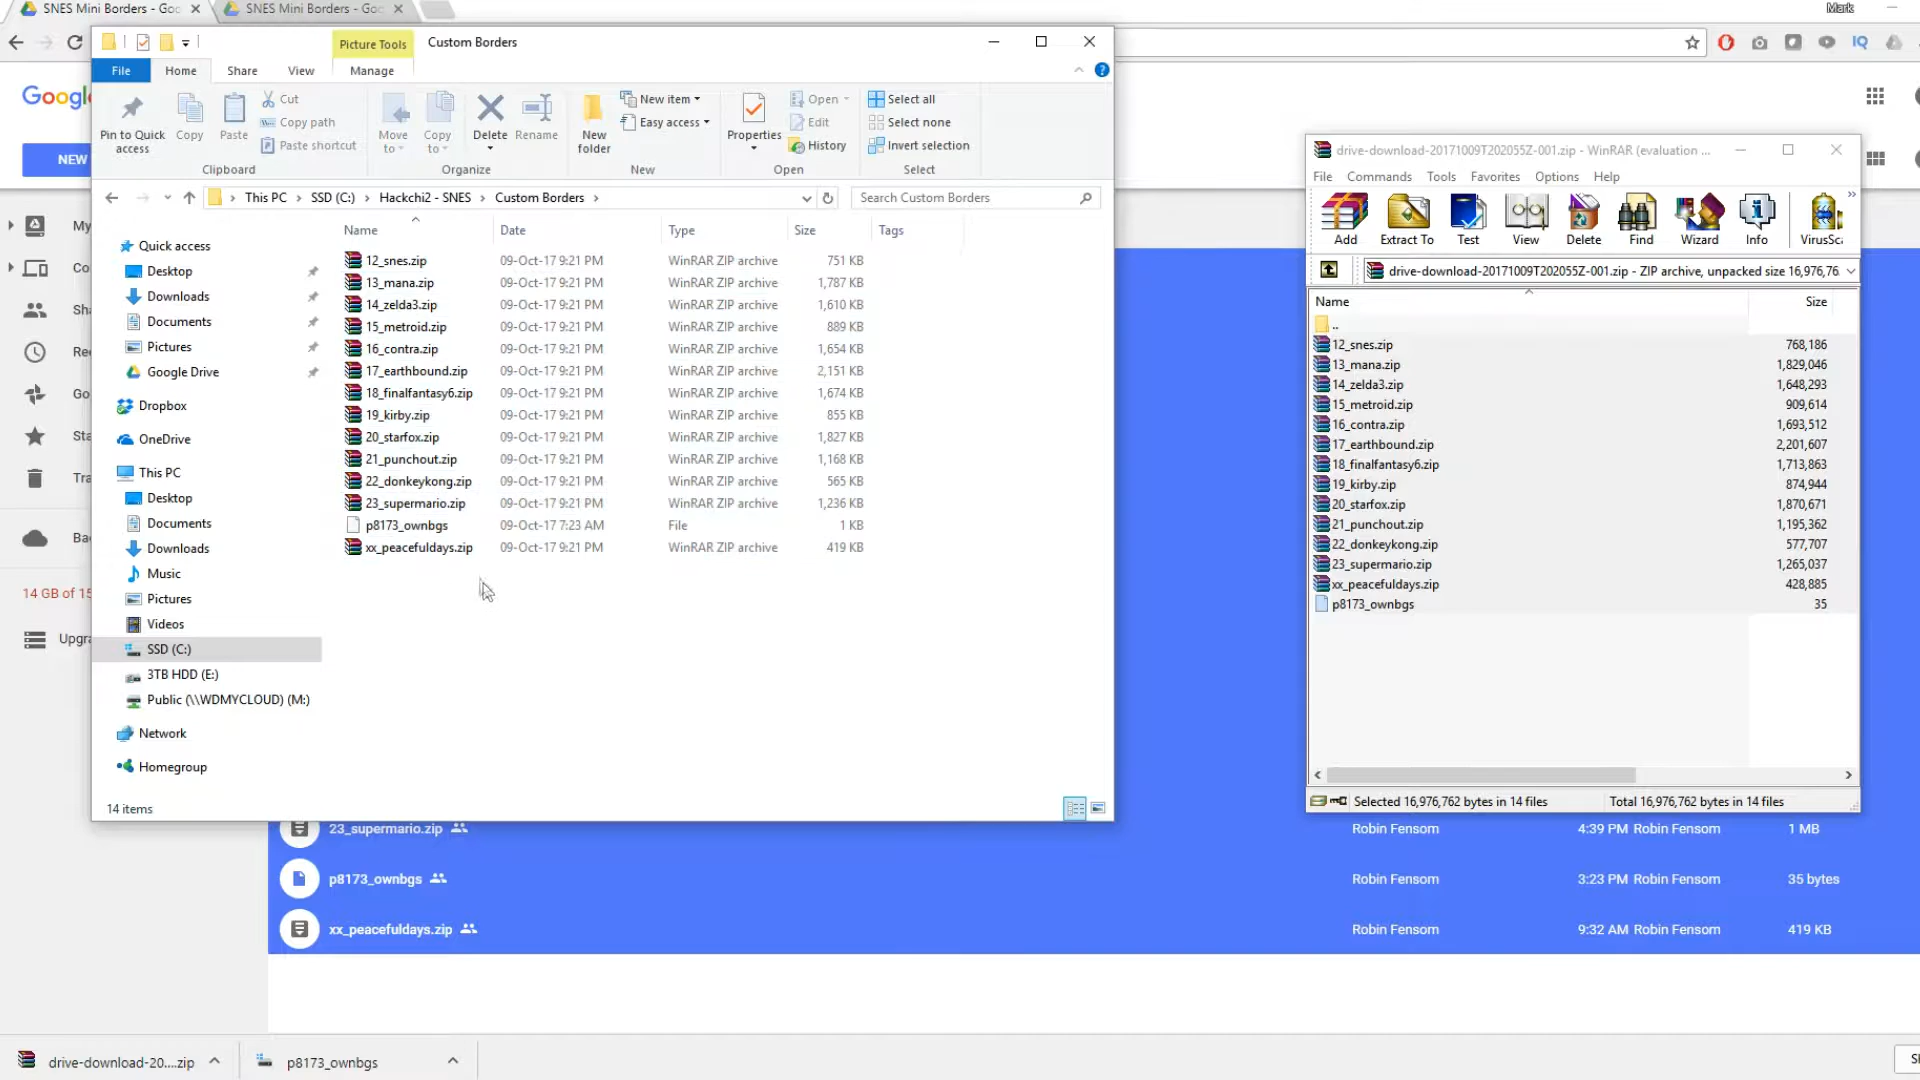 SNES Mini Borders - Goo
SNES Mini Borders - Goo
Mark
Picture Tools
Custom Borders
File
Home
Share
View
Manage
Pin to Quick access
Copy
Paste
Cut
Copy path
Paste shortcut
Clipboard
Move to
Copy to
Delete
Rename
Organize
New folder
New item
Easy access
New
Properties
Open
Edit
History
Open
Select all
Select none
Invert selection
Select
This PC
SSD (C:)
Hackchi2 - SNES
Custom Borders
Search Custom Borders
Name Date Type Size Tags
12_snes.zip 09-Oct-17 9:21 PM WinRAR ZIP archive 751 KB
13_mana.zip 09-Oct-17 9:21 PM WinRAR ZIP archive 1,787 KB
14_zelda3.zip 09-Oct-17 9:21 PM WinRAR ZIP archive 1,610 KB
15_metroid.zip 09-Oct-17 9:21 PM WinRAR ZIP archive 889 KB
16_contra.zip 09-Oct-17 9:21 PM WinRAR ZIP archive 1,654 KB
17_earthbound.zip 09-Oct-17 9:21 PM WinRAR ZIP archive 2,151 KB
18_finalfantasy6.zip 09-Oct-17 9:21 PM WinRAR ZIP archive 1,674 KB
19_kirby.zip 09-Oct-17 9:21 PM WinRAR ZIP archive 855 KB
20_starfox.zip 09-Oct-17 9:21 PM WinRAR ZIP archive 1,827 KB
21_punchout.zip 09-Oct-17 9:21 PM WinRAR ZIP archive 1,168 KB
22_donkeykong.zip 09-Oct-17 9:21 PM WinRAR ZIP archive 565 KB
23_supermario.zip 09-Oct-17 9:21 PM WinRAR ZIP archive 1,236 KB
p8173_ownbgs 09-Oct-17 7:23 AM File 1 KB
xx_peacefuldays.zip 09-Oct-17 9:21 PM WinRAR ZIP archive 419 KB
Quick access
Desktop
Downloads
Documents
Pictures
Google Drive
Dropbox
OneDrive
This PC
Desktop
Documents
Downloads
Music
Pictures
Videos
SSD (C:)
3TB HDD (E:)
Public (\\WDMYCLOUD) (M:)
Network
Homegroup
14 items
Googl
NEW
My
Co
Sha
Rec
Go
Sta
Tra
Bac
14 GB of 15
Upgra
drive-download-20171009T202055Z-001.zip - WinRAR (evaluation ...
File Commands Tools Favorites Options Help
Add Extract To Test View Delete Find Wizard Info VirusSca
drive-download-20171009T202055Z-001.zip - ZIP archive, unpacked size 16,976,76
Name Size
..
12_snes.zip 768,186
13_mana.zip 1,829,046
14_zelda3.zip 1,648,293
15_metroid.zip 909,614
16_contra.zip 1,693,512
17_earthbound.zip 2,201,607
18_finalfantasy6.zip 1,713,863
19_kirby.zip 874,944
20_starfox.zip 1,870,671
21_punchout.zip 1,195,362
22_donkeykong.zip 577,707
23_supermario.zip 1,265,037
xx_peacefuldays.zip 428,885
p8173_ownbgs 35
Selected 16,976,762 bytes in 14 files Total 16,976,762 bytes in 14 files
23_supermario.zip Robin Fensom 4:39 PM Robin Fensom 1 MB
p8173_ownbgs Robin Fensom 3:23 PM Robin Fensom 35 bytes
xx_peacefuldays.zip Robin Fensom 9:32 AM Robin Fensom 419 KB
drive-download-20....zip
p8173_ownbgs